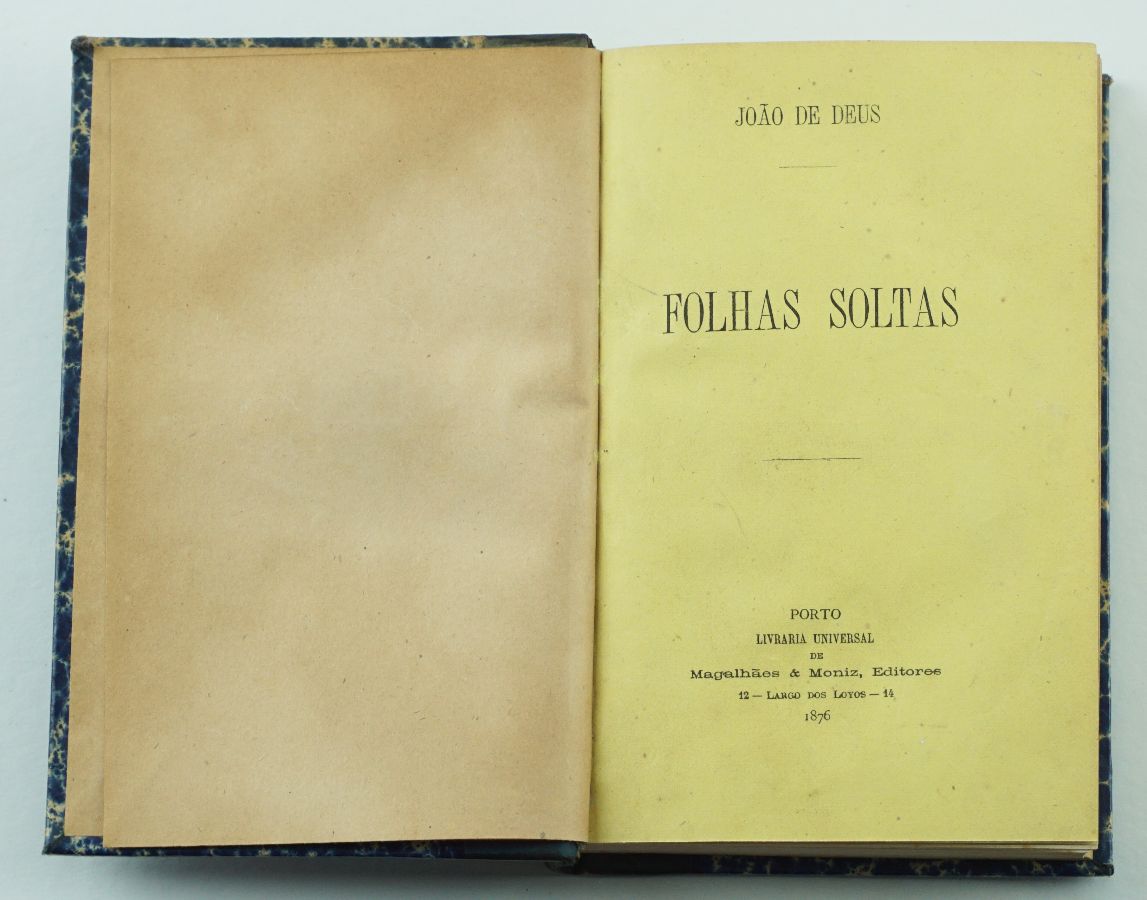 JOÃO DE DEUS
FOLHAS SOLTAS
PORTO
LIVRARIA UNIVERSAL
DE
Magalhães & Moniz, Editores
12 — LARGO DOS LOYOS — 14
1876